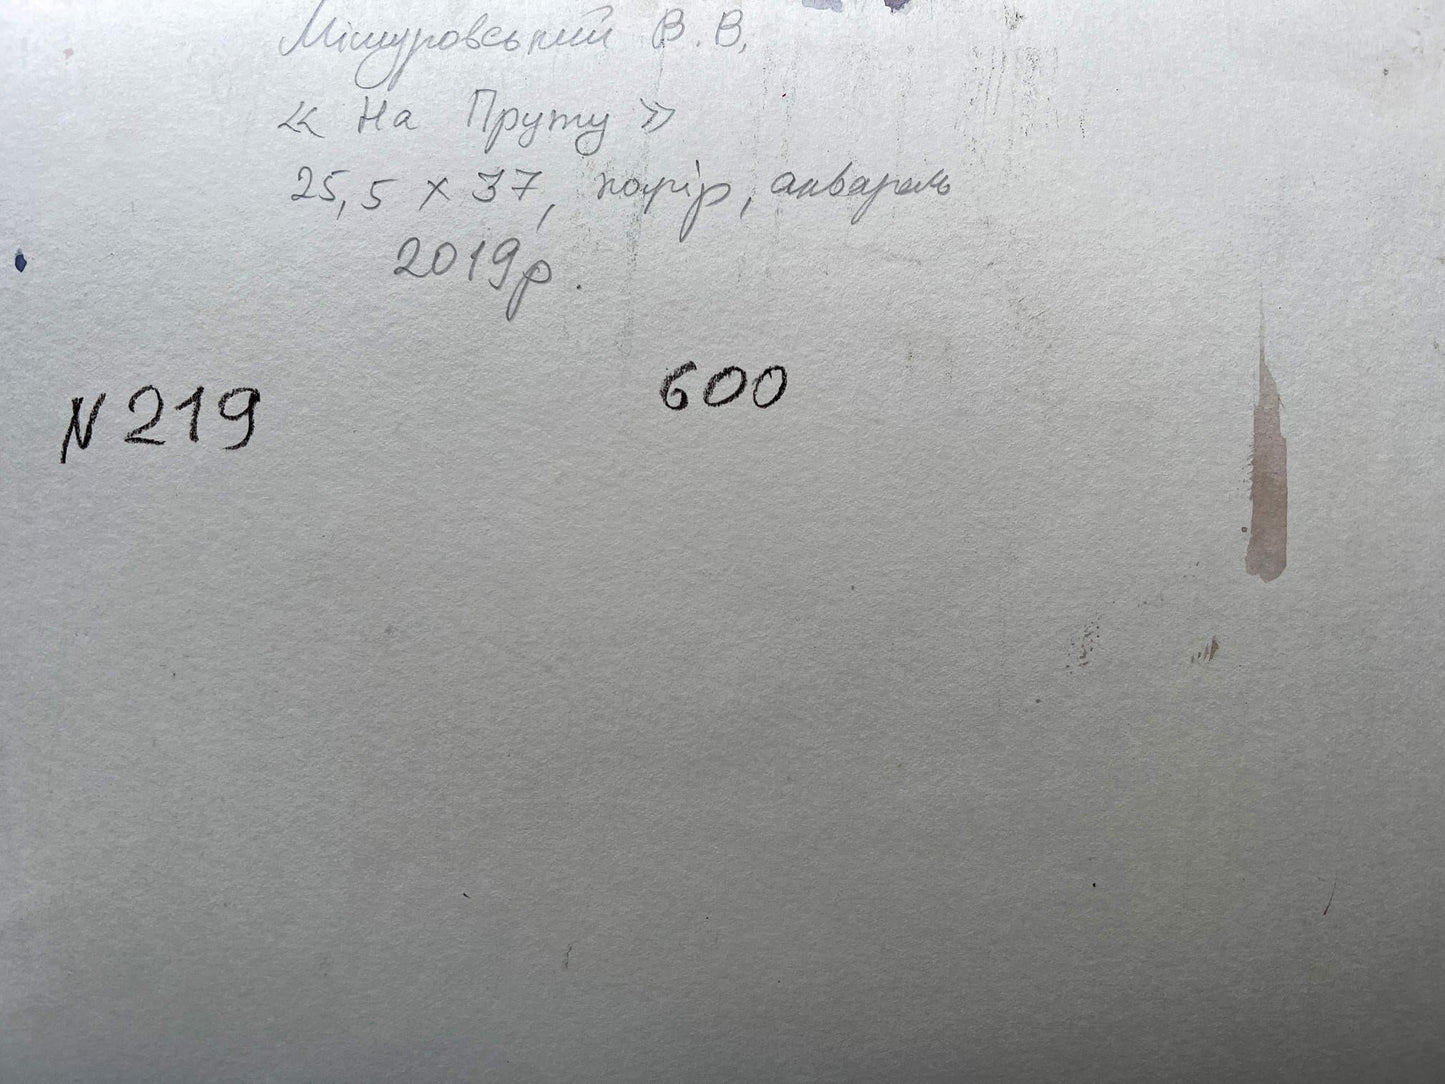 Мішуровський В. В.
« На Пруту »
25,5 х 37, папір, акварель
2019р.
N 219
600